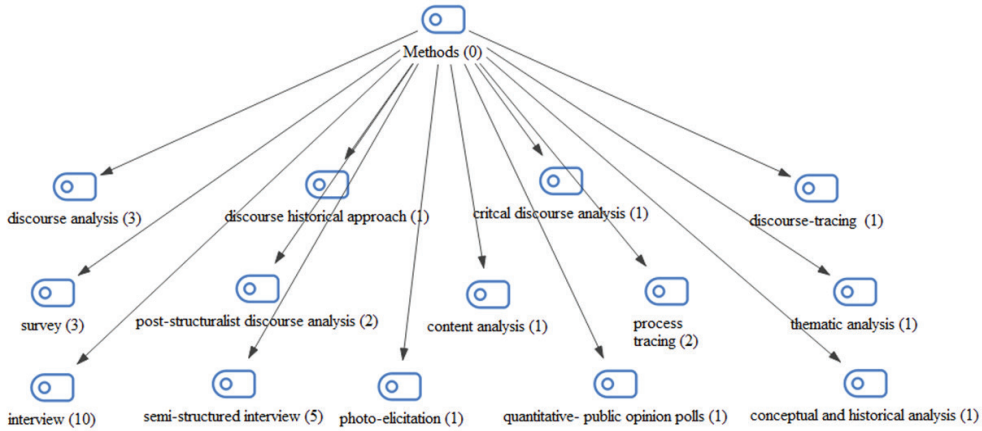 Methods (0)
discourse analysis (3)
discourse historical approach (1)
critcal discourse analysis (1)
discourse-tracing (1)
survey (3)
post-structuralist discourse analysis (2)
content analysis (1)
process
tracing (2)
thematic analysis (1)
interview (10)
semi-structured interview (5)
photo-elicitation (1)
quantitative- public opinion polls (1)
conceptual and historical analysis (1)